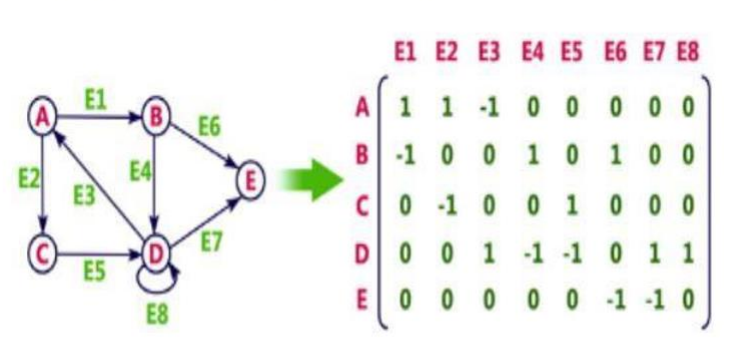 E1 E2 E3 E4 E5 E6 E7 E8
A 1 1 -1 0 0 0 0 0
B -1 0 0 1 0 1 0 0
C 0 -1 0 0 1 0 0 0
D 0 0 1 -1 -1 0 1 1
E 0 0 0 0 0 -1 -1 0
A E1 B
E6
E2 E3 E4 E
E7
C E5 D
E8